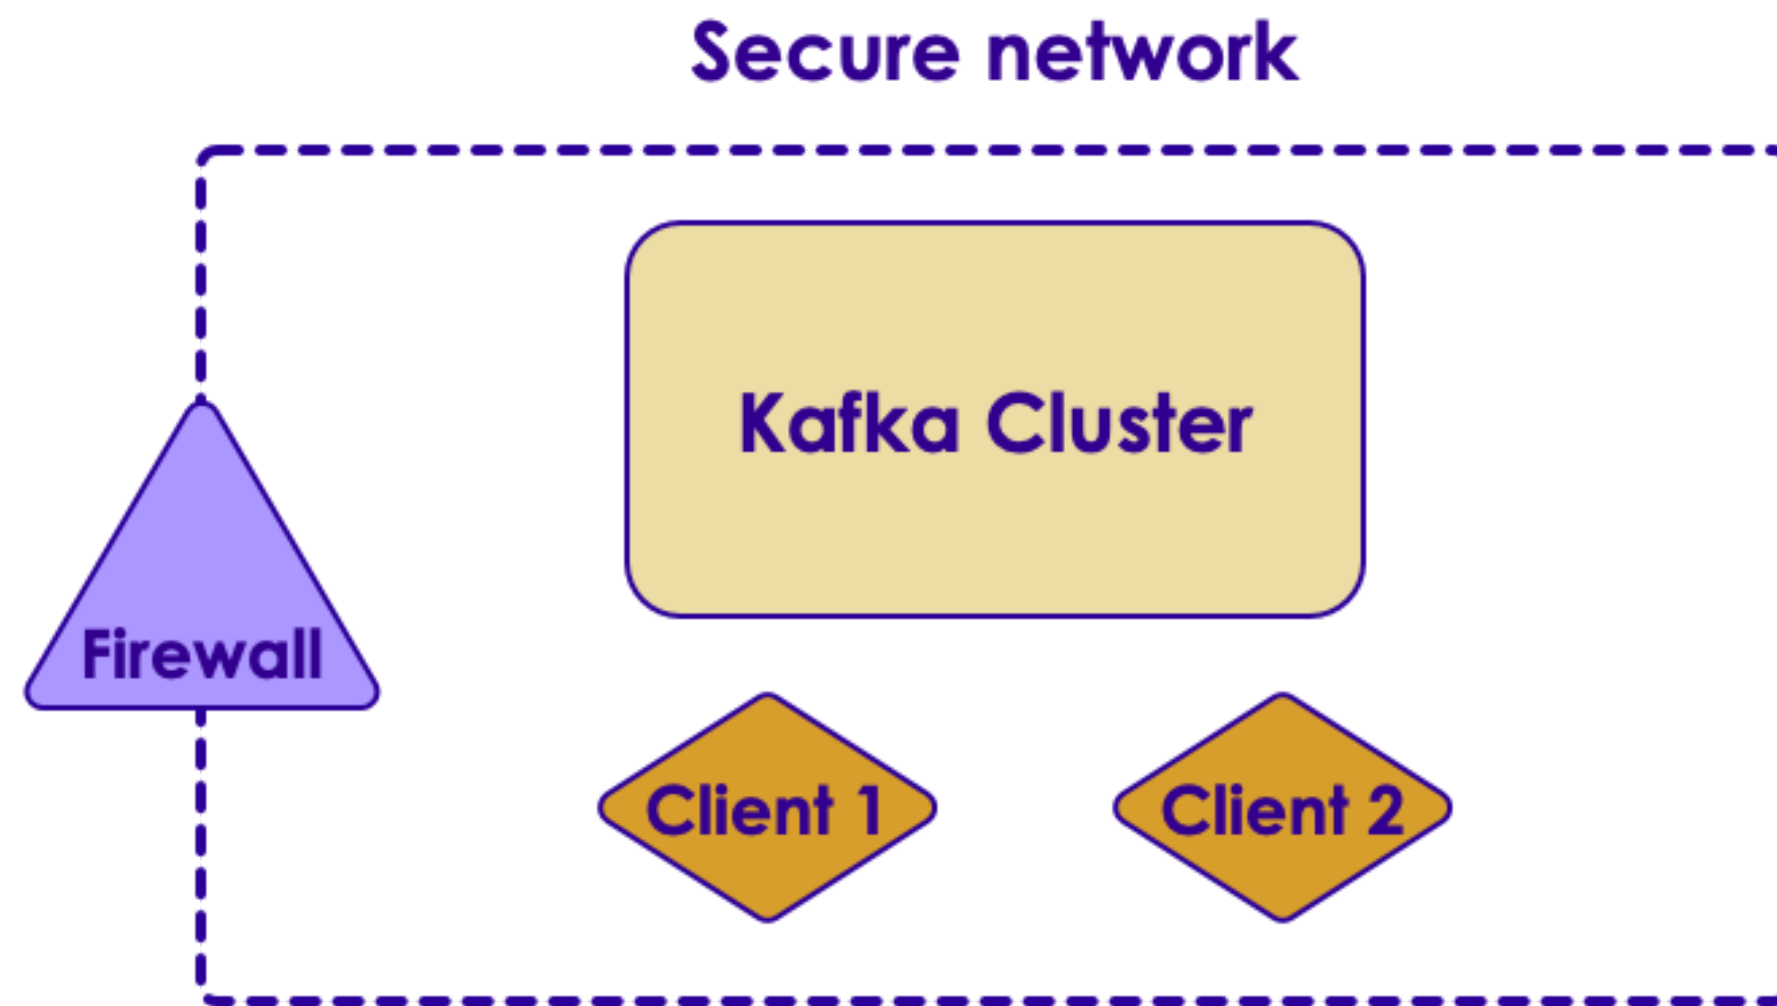 Secure network
Kafka Cluster
Firewall
Client 1
Client 2